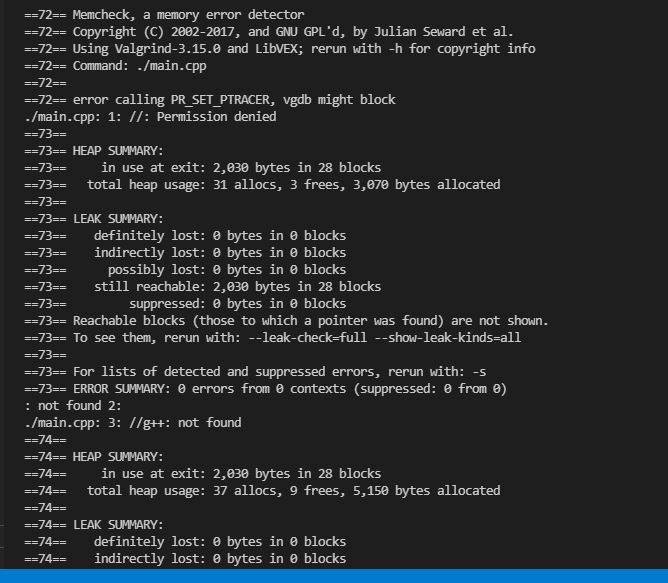 ==72== Memcheck, a memory error detector
==72== Copyright (C) 2002-2017, and GNU GPL'd, by Julian Seward et al.
==72== Using Valgrind-3.15.0 and LibVEX; rerun with -h for copyright info
==72== Command: ./main.cpp
==72==
==72== error calling PR_SET_PTRACER, vgdb might block
./main.cpp: 1: //: Permission denied
==73==
==73== HEAP SUMMARY:
==73==     in use at exit: 2,030 bytes in 28 blocks
==73==   total heap usage: 31 allocs, 3 frees, 3,070 bytes allocated
==73==
==73== LEAK SUMMARY:
==73==    definitely lost: 0 bytes in 0 blocks
==73==    indirectly lost: 0 bytes in 0 blocks
==73==      possibly lost: 0 bytes in 0 blocks
==73==    still reachable: 2,030 bytes in 28 blocks
==73==         suppressed: 0 bytes in 0 blocks
==73== Reachable blocks (those to which a pointer was found) are not shown.
==73== To see them, rerun with: --leak-check=full --show-leak-kinds=all
==73==
==73== For lists of detected and suppressed errors, rerun with: -s
==73== ERROR SUMMARY: 0 errors from 0 contexts (suppressed: 0 from 0)
: not found 2:
./main.cpp: 3: //g++: not found
==74==
==74== HEAP SUMMARY:
==74==     in use at exit: 2,030 bytes in 28 blocks
==74==   total heap usage: 37 allocs, 9 frees, 5,150 bytes allocated
==74==
==74== LEAK SUMMARY:
==74==    definitely lost: 0 bytes in 0 blocks
==74==    indirectly lost: 0 bytes in 0 blocks